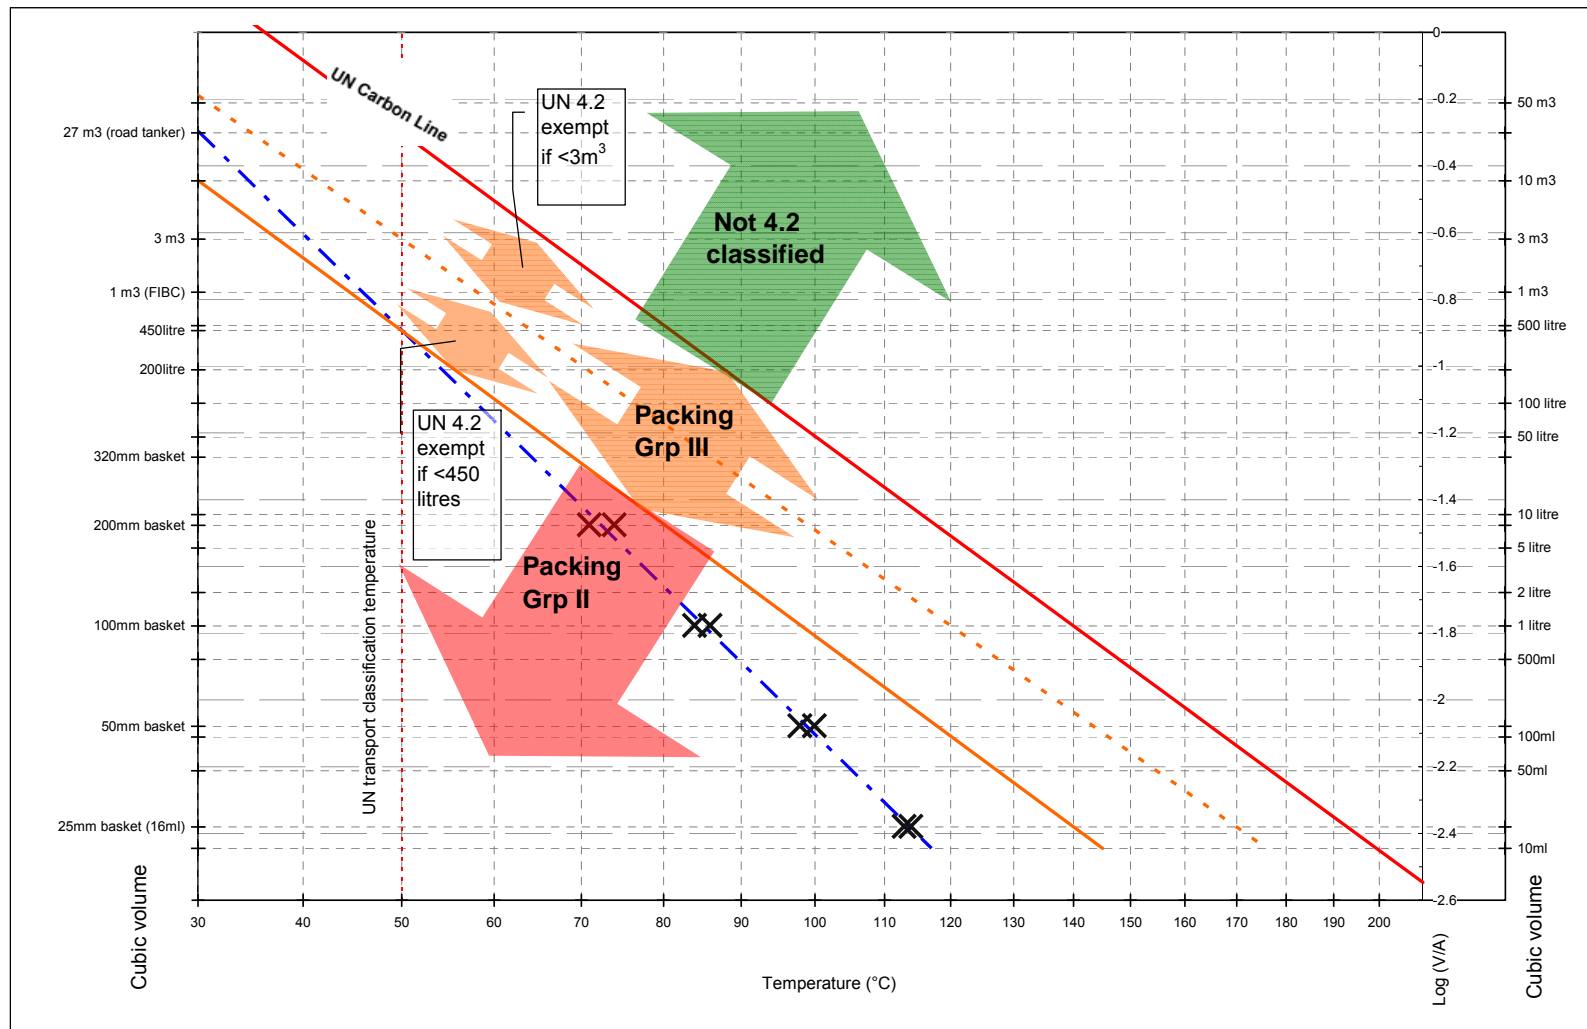 UN Carbon Line
UN 4.2
exempt
if <3m³
Not 4.2
classified
Packing
Grp III
UN 4.2
exempt
if <450
litres
Packing
Grp II
UN transport classification temperature
27 m3 (road tanker)
3 m3
1 m3 (FIBC)
450litre
200litre
320mm basket
200mm basket
100mm basket
50mm basket
25mm basket (16ml)
Cubic volume
30 40 50 60 70 80 90 100 110 120 130 140 150 160 170 180 190 200
Temperature (°C)
0
-0.2
-0.4
-0.6
-0.8
-1
-1.2
-1.4
-1.6
-1.8
-2
-2.2
-2.4
-2.6
Log (V/A)
50 m3
10 m3
3 m3
1 m3
500 litre
100 litre
50 litre
10 litre
5 litre
2 litre
1 litre
500ml
100ml
50ml
10ml
Cubic volume